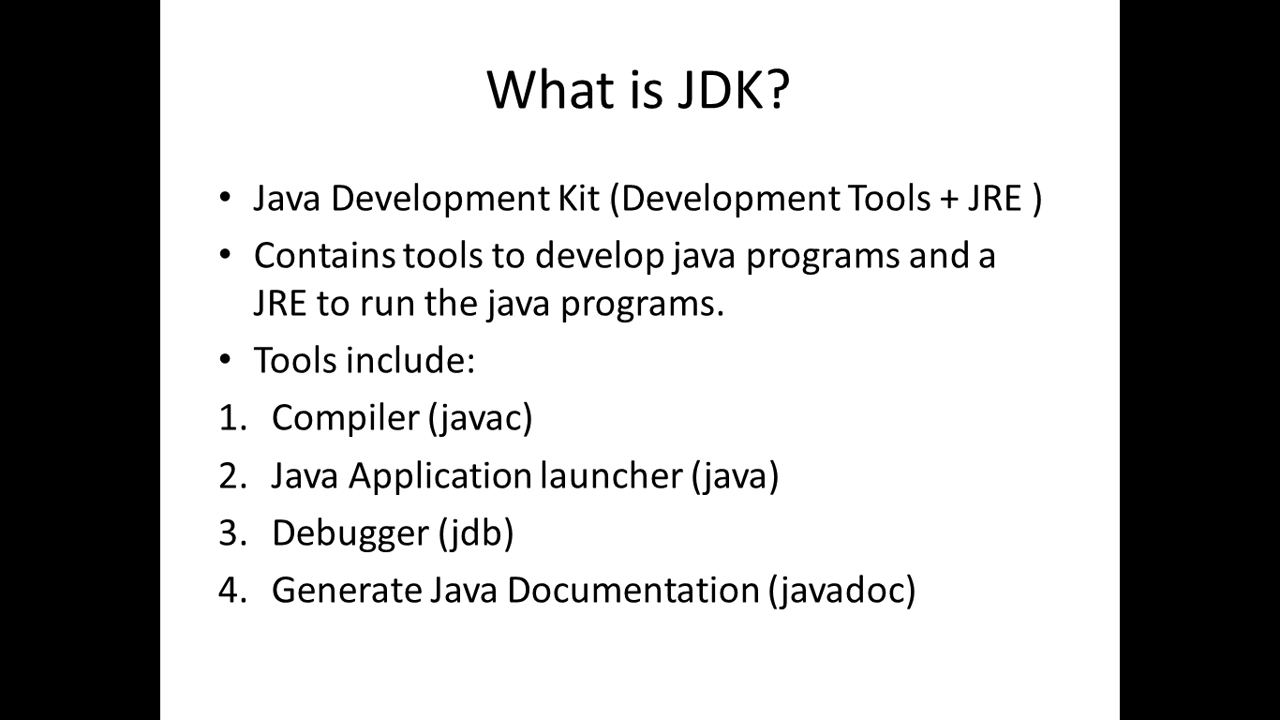 What is JDK?
• Java Development Kit (Development Tools + JRE )
• Contains tools to develop java programs and a
JRE to run the java programs.
• Tools include:
1. Compiler (javac)
2. Java Application launcher (java)
3. Debugger (jdb)
4. Generate Java Documentation (javadoc)